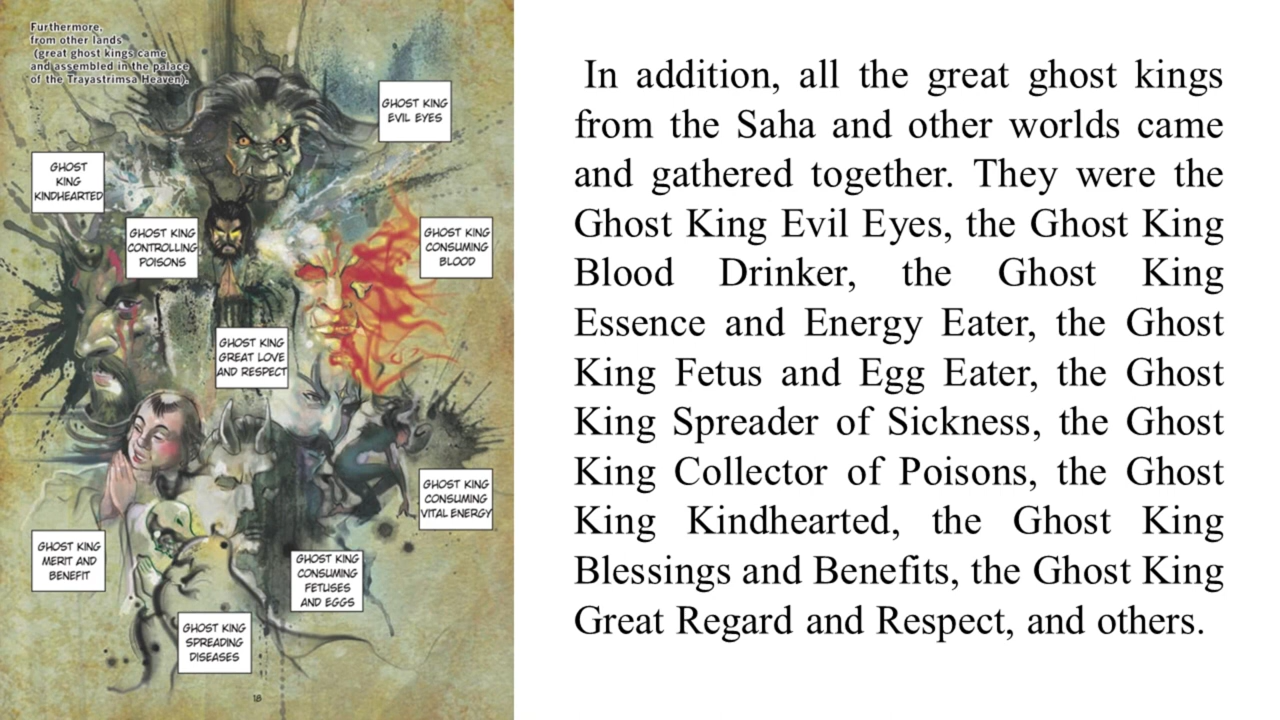 Furthermore,
from other lands
(great ghost kings came
and assembled in the palace
of the Trayastrimsa Heaven).
GHOST KING
EVIL EYES
GHOST
KING
KINDHEARTED
GHOST KING
CONTROLLING
POISONS
GHOST KING
CONSUMING
BLOOD
GHOST KING
GREAT LOVE
AND RESPECT
GHOST KING
CONSUMING
VITAL ENERGY
GHOST KING
MERIT AND
BENEFIT
GHOST KING
CONSUMING
FETUSES
AND EGGS
GHOST KING
SPREADING
DISEASES
18
In addition, all the great ghost kings
from the Saha and other worlds came
and gathered together. They were the
Ghost King Evil Eyes, the Ghost King
Blood Drinker, the Ghost King
Essence and Energy Eater, the Ghost
King Fetus and Egg Eater, the Ghost
King Spreader of Sickness, the Ghost
King Collector of Poisons, the Ghost
King Kindhearted, the Ghost King
Blessings and Benefits, the Ghost King
Great Regard and Respect, and others.